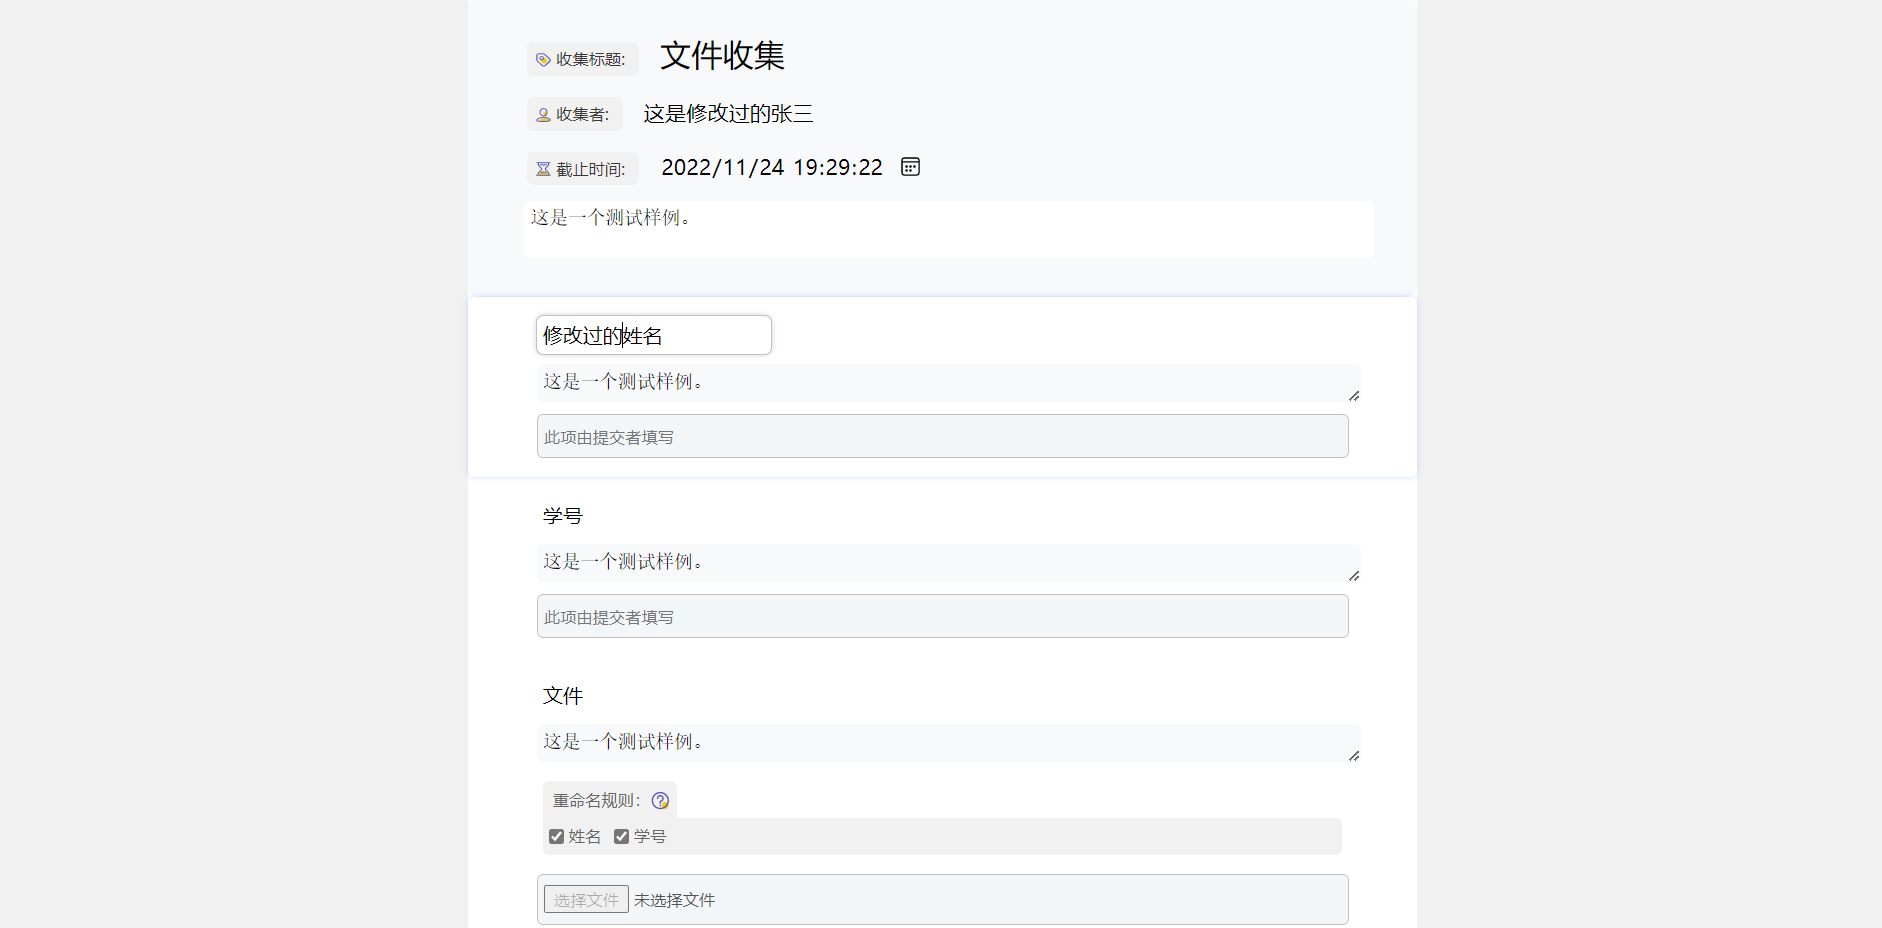 收集标题: 文件收集
收集者: 这是修改过的张三
截止时间: 2022/11/24 19:29:22
这是一个测试样例。
修改过的姓名
这是一个测试样例。
此项由提交者填写
学号
这是一个测试样例。
此项由提交者填写
文件
这是一个测试样例。
重命名规则：
姓名 学号
选择文件 未选择文件